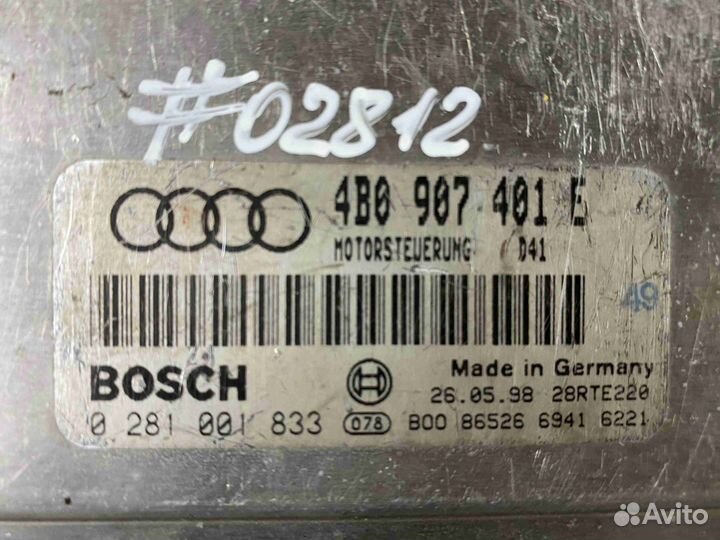 #02812
4B0 907 401 E
MOTORSTEUERUNG D41
49
BOSCH
Made in Germany
26.05.98 28RTE220
0 281 001 833 078 B00 86526 6941 6221
Avito